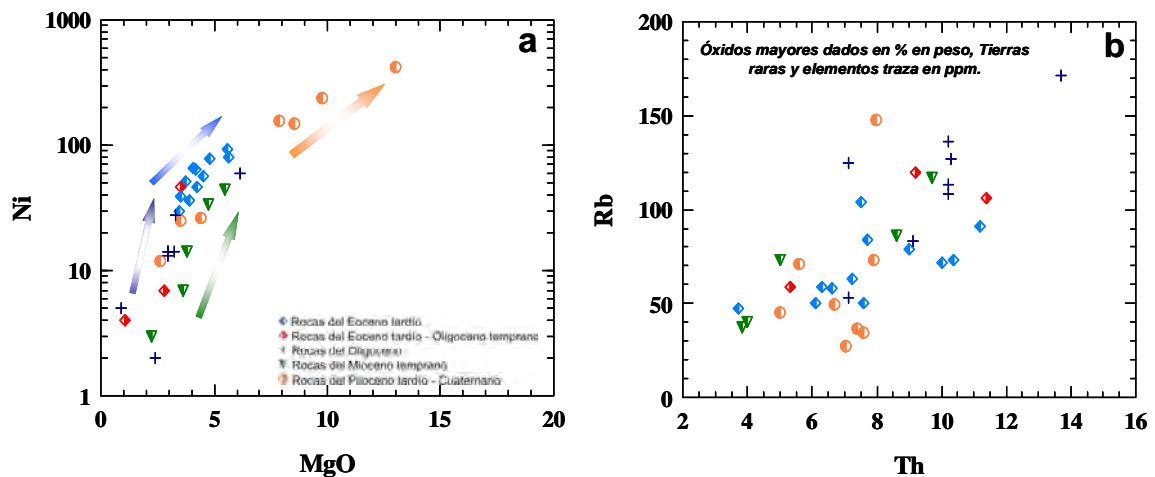 a
1000
100
10
1
Ni
0
5
10
15
20
MgO
Rocas del Eoceno tardío
Rocas del Eoceno tardío - Oligoceno temprano
Rocas del Oligoceno
Rocas del Mioceno temprano
Rocas del Plioceno tardío - Cuaternario
b
Óxidos mayores dados en % en peso, Tierras
raras y elementos traza en ppm.
200
150
100
50
0
Rb
2
4
6
8
10
12
14
16
Th